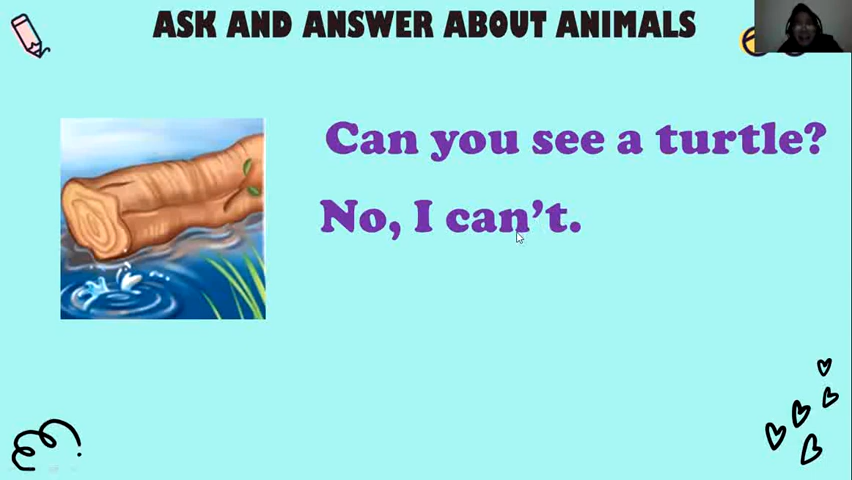 ASK AND ANSWER ABOUT ANIMALS
Can you see a turtle?
No, I can’t.